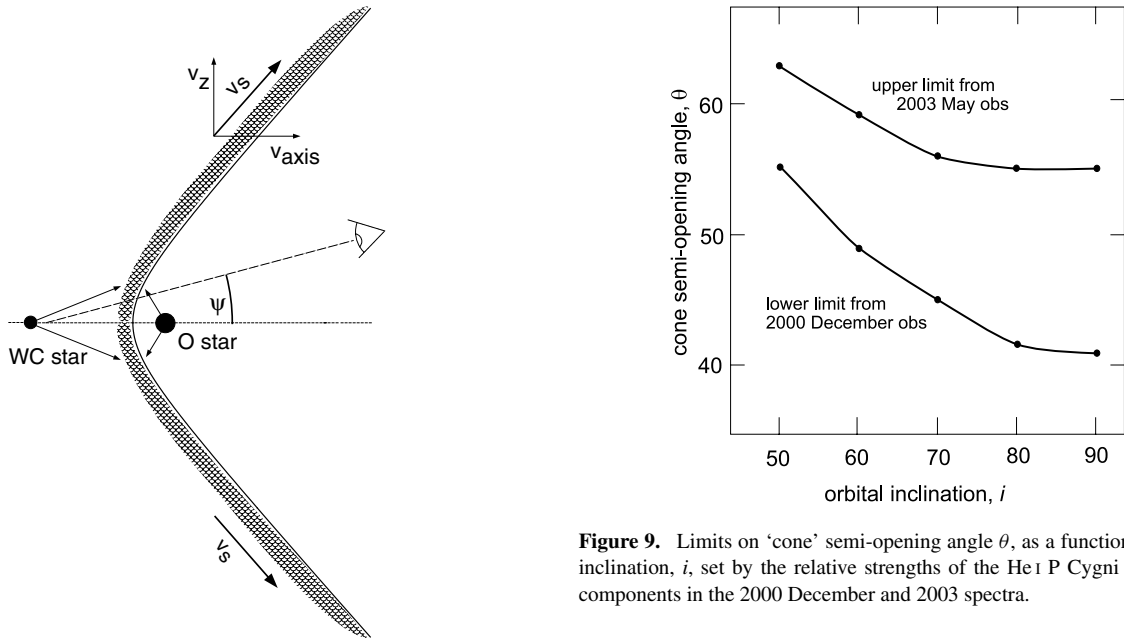 v_z
v_s
v_axis
ψ
WC star
O star
v_s
cone semi-opening angle, θ
60
50
40
upper limit from
2003 May obs
lower limit from
2000 December obs
50 60 70 80 90
orbital inclination, i
Figure 9. Limits on ‘cone’ semi-opening angle θ, as a function
inclination, i, set by the relative strengths of the He I P Cygni
components in the 2000 December and 2003 spectra.